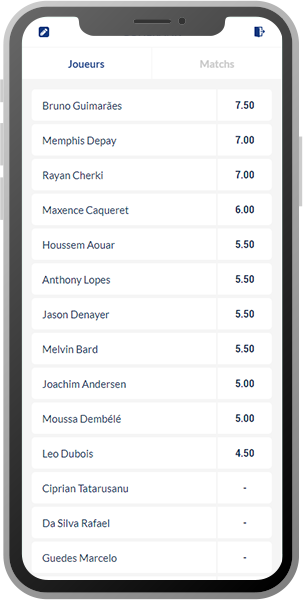 Joueurs Matchs
Bruno Guimarães 7.50
Memphis Depay 7.00
Rayan Cherki 7.00
Maxence Caqueret 6.00
Houssem Aouar 5.50
Anthony Lopes 5.50
Jason Denayer 5.50
Melvin Bard 5.50
Joachim Andersen 5.00
Moussa Dembélé 5.00
Leo Dubois 4.50
Ciprian Tatarusanu -
Da Silva Rafael -
Guedes Marcelo -